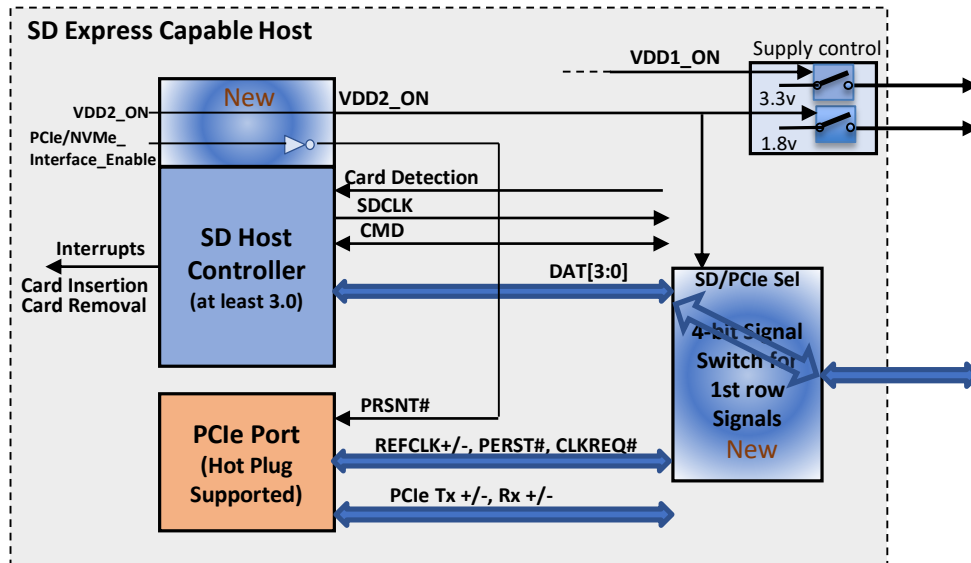 SD Express Capable Host
Supply control
VDD1_ON
3.3v
1.8v
New
VDD2_ON
VDD2_ON
PCIe/NVMe_
Interface_Enable
Card Detection
SDCLK
CMD
DAT[3:0]
SD Host
Controller
(at least 3.0)
Interrupts
Card Insertion
Card Removal
SD/PCIe Sel
4-bit Signal
Switch for
1st row
Signals
New
PRSNT#
PCIe Port
(Hot Plug
Supported)
REFCLK+/-, PERST#, CLKREQ#
PCIe Tx +/-, Rx +/-